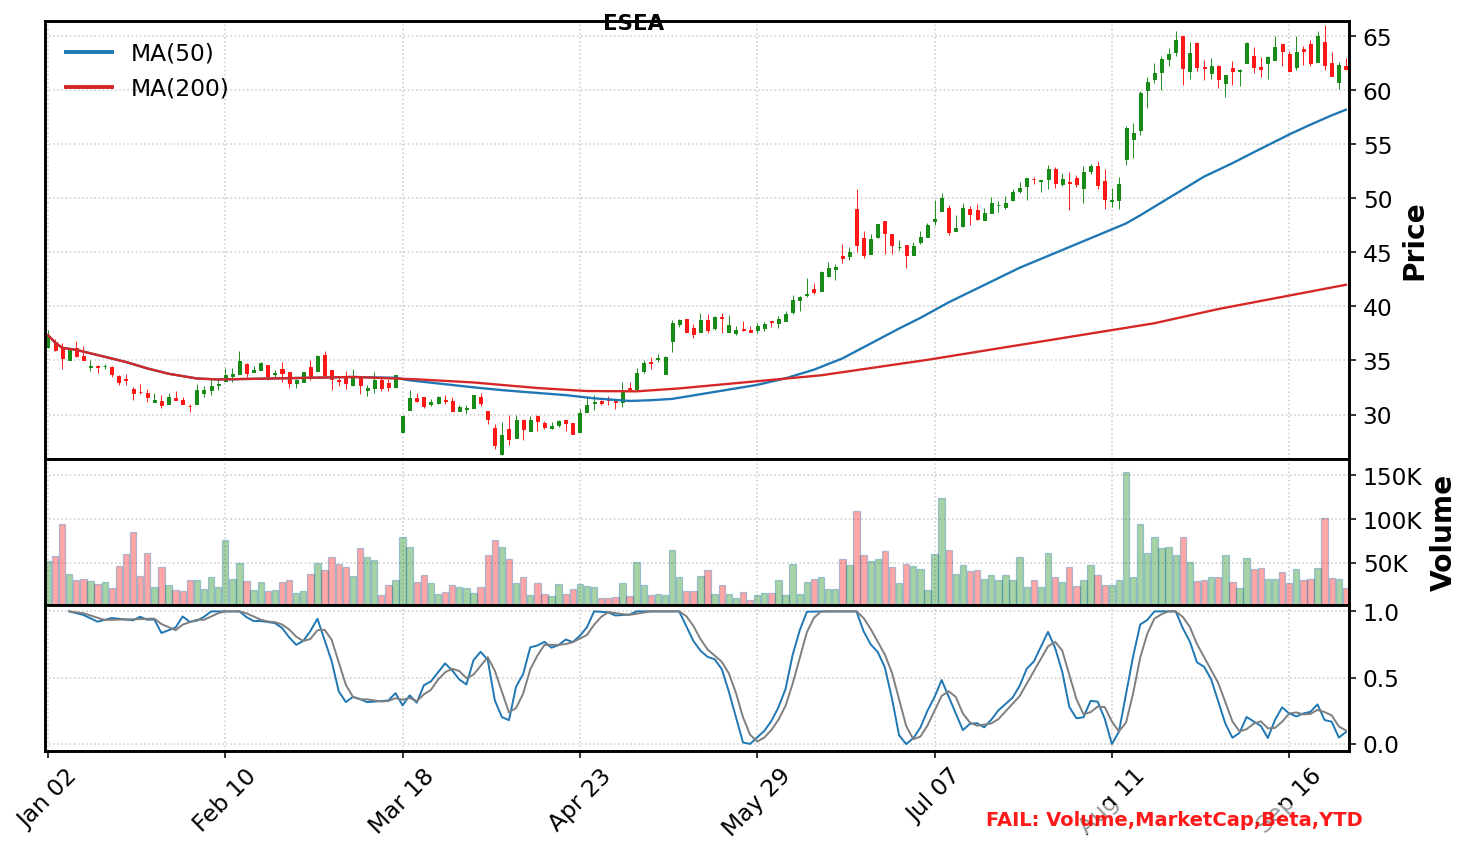 ESEA
MA(50)
MA(200)
65
60
55
50
45
40
35
30
Price
150K
100K
50K
Volume
1.0
0.5
0.0
Jan 02
Feb 10
Mar 18
Apr 23
May 29
Jul 07
Aug 11
Sep 16
FAIL: Volume,MarketCap,Beta,YTD